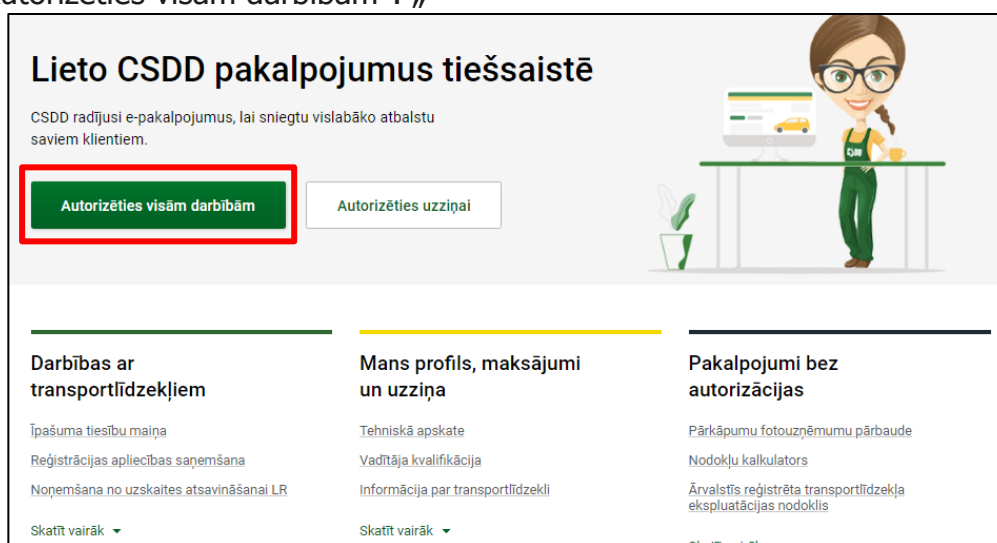 Autorizēties visām darbībām". „
Lieto CSDD pakalpojumus tiešsaistē
CSDD radījusi e-pakalpojumus, lai sniegtu vislabāko atbalstu
saviem klientiem.
Autorizēties visām darbībām
Autorizēties uzziņai
CSDD
Darbības ar
transportlīdzekļiem
Īpašuma tiesību maiņa
Reģistrācijas apliecības saņemšana
Noņemšana no uzskaites atsavināšanai LR
Skatīt vairāk
Mans profils, maksājumi
un uzziņa
Tehniskā apskate
Vadītāja kvalifikācija
Informācija par transportlīdzekli
Skatīt vairāk
Pakalpojumi bez
autorizācijas
Pārkāpumu fotouzņēmumu pārbaude
Nodokļu kalkulators
Ārvalstīs reģistrēta transportlīdzekļa
ekspluatācijas nodoklis